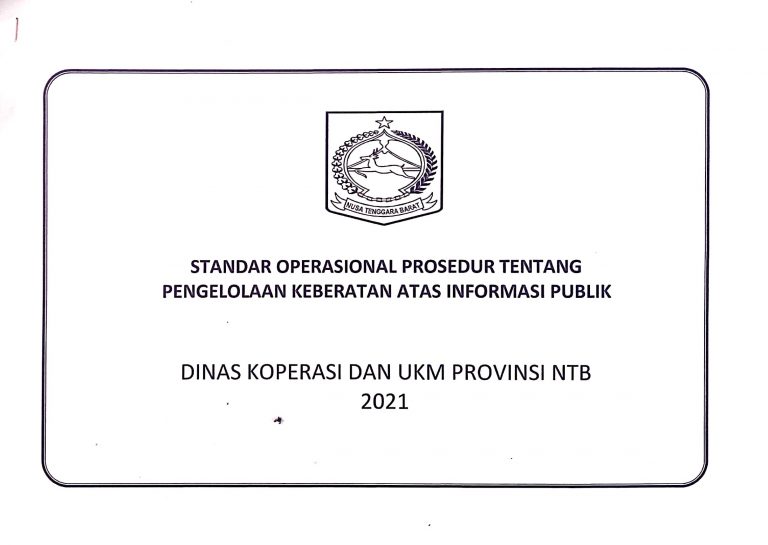 NUSA TENGGARA BARAT
STANDAR OPERASIONAL PROSEDUR TENTANG
PENGELOLAAN KEBERATAN ATAS INFORMASI PUBLIK
DINAS KOPERASI DAN UKM PROVINSI NTB
2021